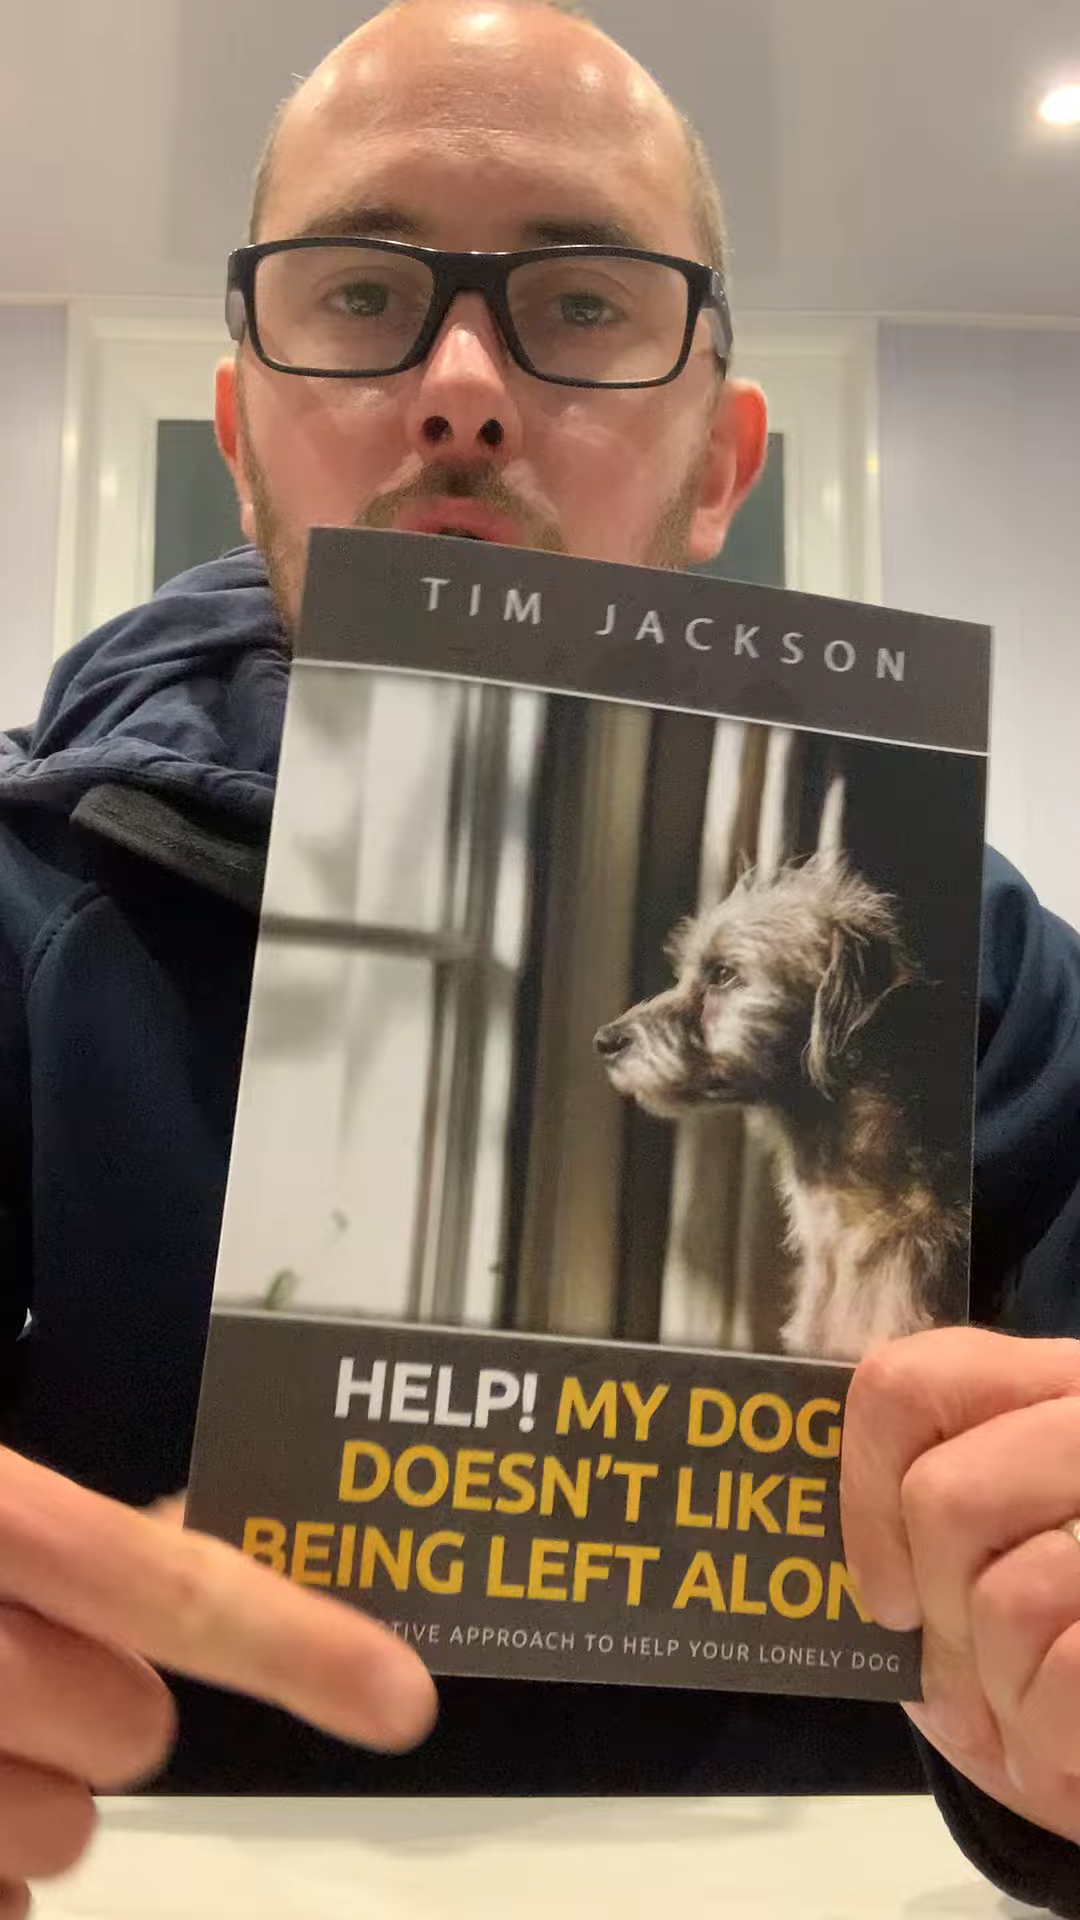 TIM JACKSON
HELP! MY DOG
DOESN'T LIKE
BEING LEFT ALON
TIVE APPROACH TO HELP YOUR LONELY DOG